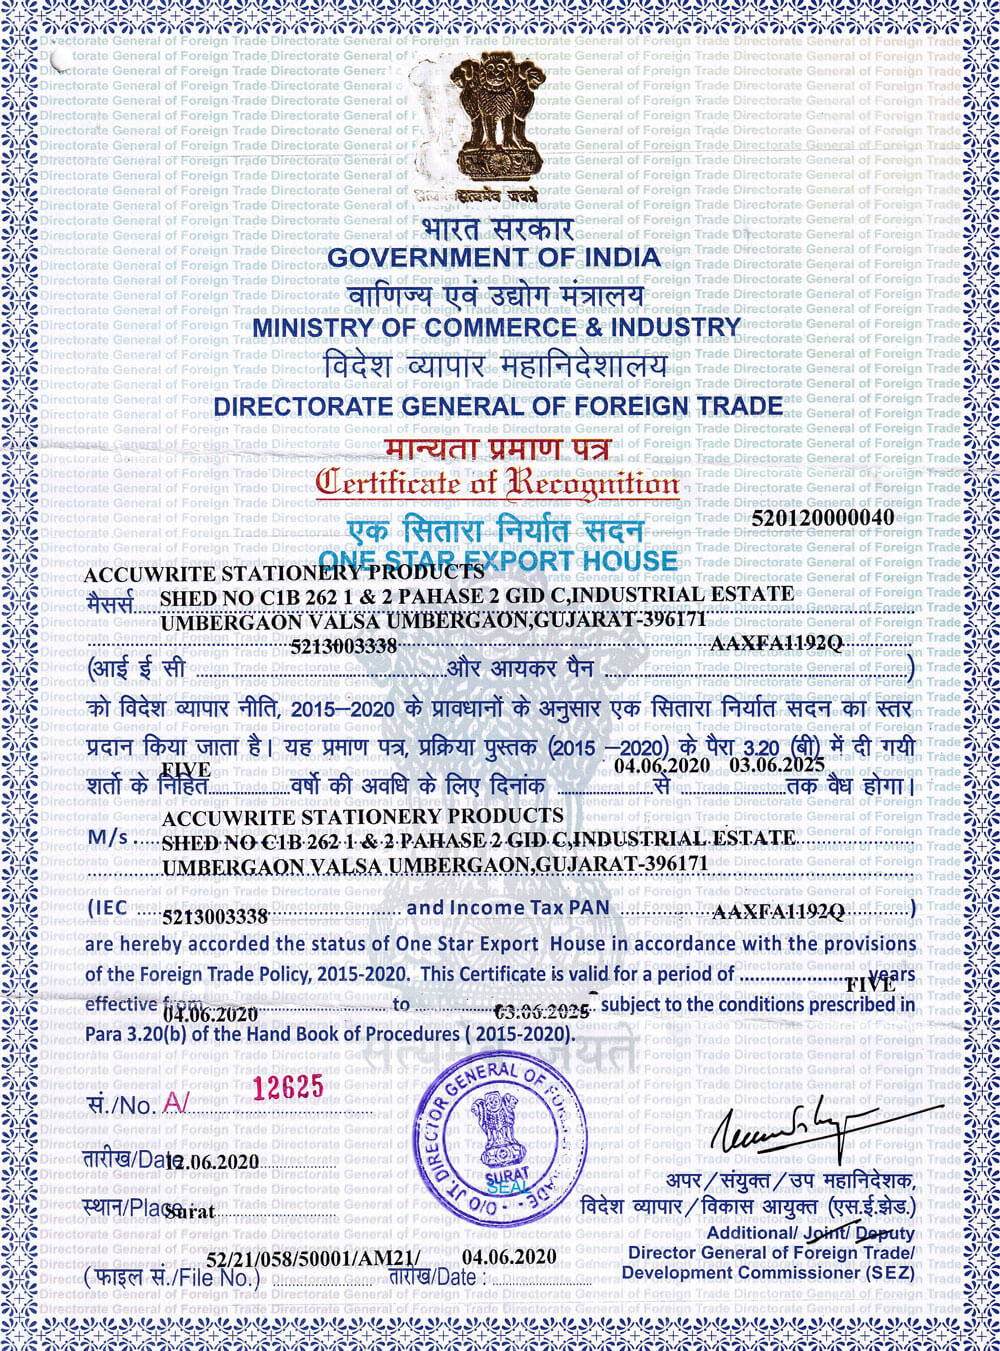 सत्यमेव जयते
भारत सरकार
GOVERNMENT OF INDIA
वाणिज्य एवं उद्योग मंत्रालय
MINISTRY OF COMMERCE & INDUSTRY
विदेश व्यापार महानिदेशालय
DIRECTORATE GENERAL OF FOREIGN TRADE
मान्यता प्रमाण पत्र
Certificate of Recognition
520120000040
एक सितारा निर्यात सदन
ONE STAR EXPORT HOUSE
ACCUWRITE STATIONERY PRODUCTS
मैसर्स SHED NO C1B 262 1 & 2 PAHASE 2 GID C,INDUSTRIAL ESTATE
UMBERGAON VALSA UMBERGAON,GUJARAT-396171
5213003338 AAXFA1192Q
(आई ई सी और आयकर पैन )
को विदेश व्यापार नीति, 2015–2020 के प्रावधानों के अनुसार एक सितारा निर्यात सदन का स्तर
प्रदान किया जाता है। यह प्रमाण पत्र, प्रक्रिया पुस्तक (2015 –2020) के पैरा 3.20 (बी) में दी गयी
FIVE 04.06.2020 03.06.2025
शर्तो के निहित वर्षो की अवधि के लिए दिनांक से तक वैध होगा।
ACCUWRITE STATIONERY PRODUCTS
M/s SHED NO C1B 262 1 & 2 PAHASE 2 GID C,INDUSTRIAL ESTATE
UMBERGAON VALSA UMBERGAON,GUJARAT-396171
(IEC 5213003338 and Income Tax PAN AAXFA1192Q )
are hereby accorded the status of One Star Export House in accordance with the provisions
of the Foreign Trade Policy, 2015-2020. This Certificate is valid for a period of FIVE years
effective from 04.06.2020 to 03.06.2025 subject to the conditions prescribed in
Para 3.20(b) of the Hand Book of Procedures ( 2015-2020).
सत्यमेव जयते
सं./No. A/ 12625
O/O JT. DIRECTOR GENERAL OF FOREIGN TRADE
SURAT
SEAL
तारीख/Date 12.06.2020
स्थान/Place Surat
अपर/संयुक्त/उप महानिदेशक,
विदेश व्यापार/विकास आयुक्त (एस.ई.झेड.)
Additional/ Joint/ Deputy
Director General of Foreign Trade/
Development Commissioner (SEZ)
52/21/058/50001/AM21/ 04.06.2020
(फाइल सं./File No.) तारीख/Date :